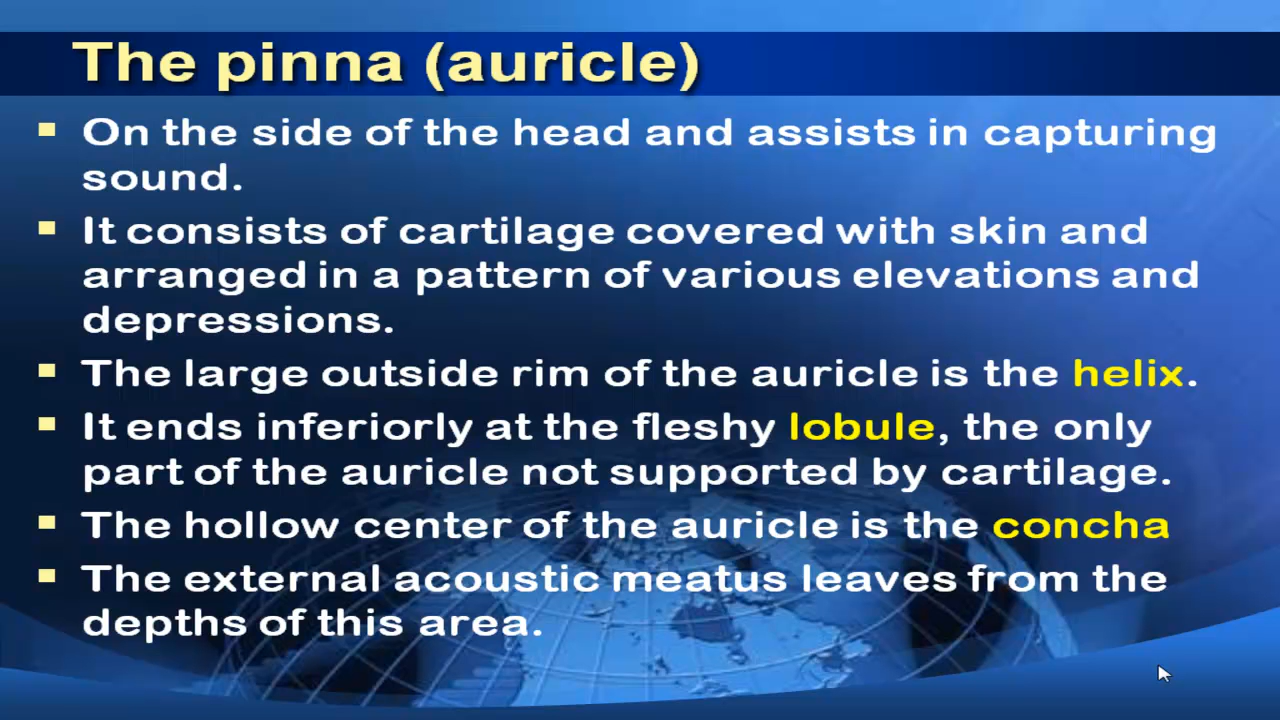 The pinna (auricle)
On the side of the head and assists in capturing
sound.
It consists of cartilage covered with skin and
arranged in a pattern of various elevations and
depressions.
The large outside rim of the auricle is the helix.
It ends inferiorly at the fleshy lobule, the only
part of the auricle not supported by cartilage.
The hollow center of the auricle is the concha
The external acoustic meatus leaves from the
depths of this area.